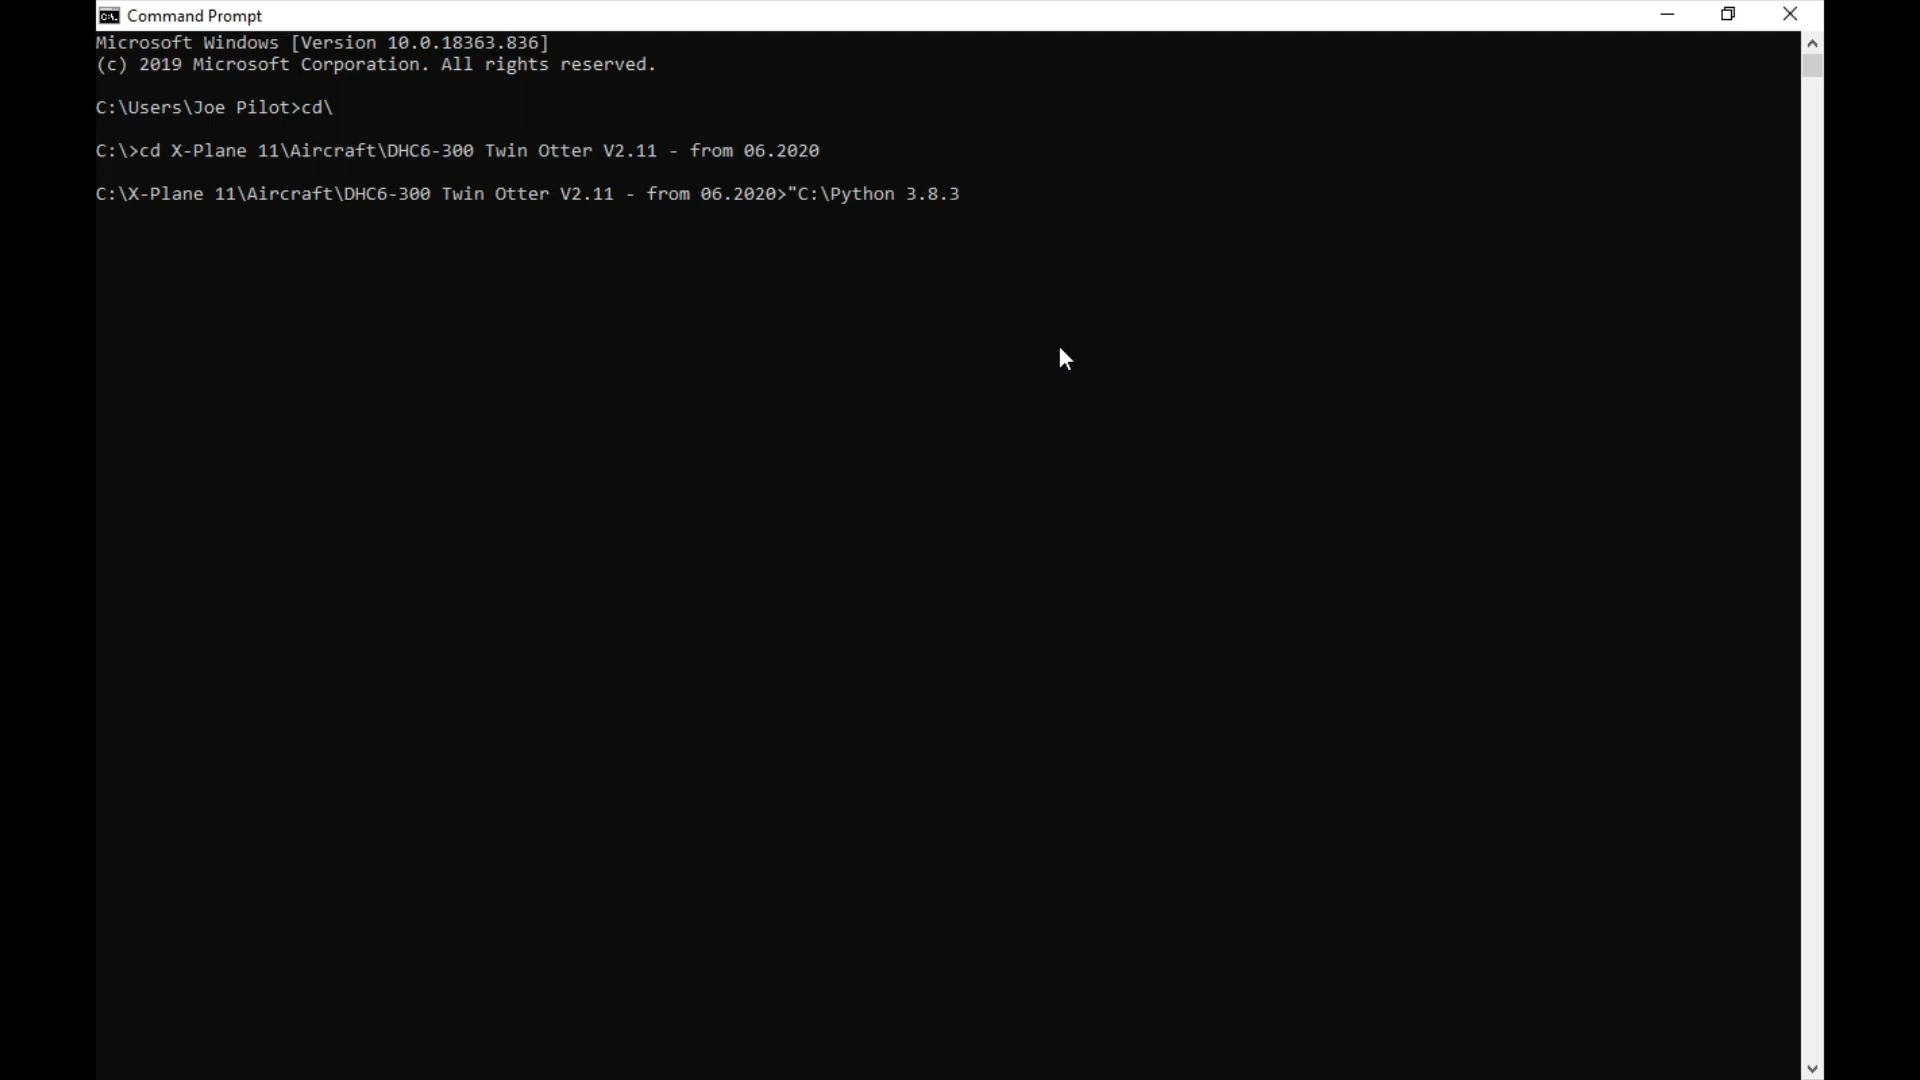 Command Prompt
Microsoft Windows [Version 10.0.18363.836]
(c) 2019 Microsoft Corporation. All rights reserved.
C:\Users\Joe Pilot>cd\
C:\>cd X-Plane 11\Aircraft\DHC6-300 Twin Otter V2.11 - from 06.2020
C:\X-Plane 11\Aircraft\DHC6-300 Twin Otter V2.11 - from 06.2020>"C:\Python 3.8.3